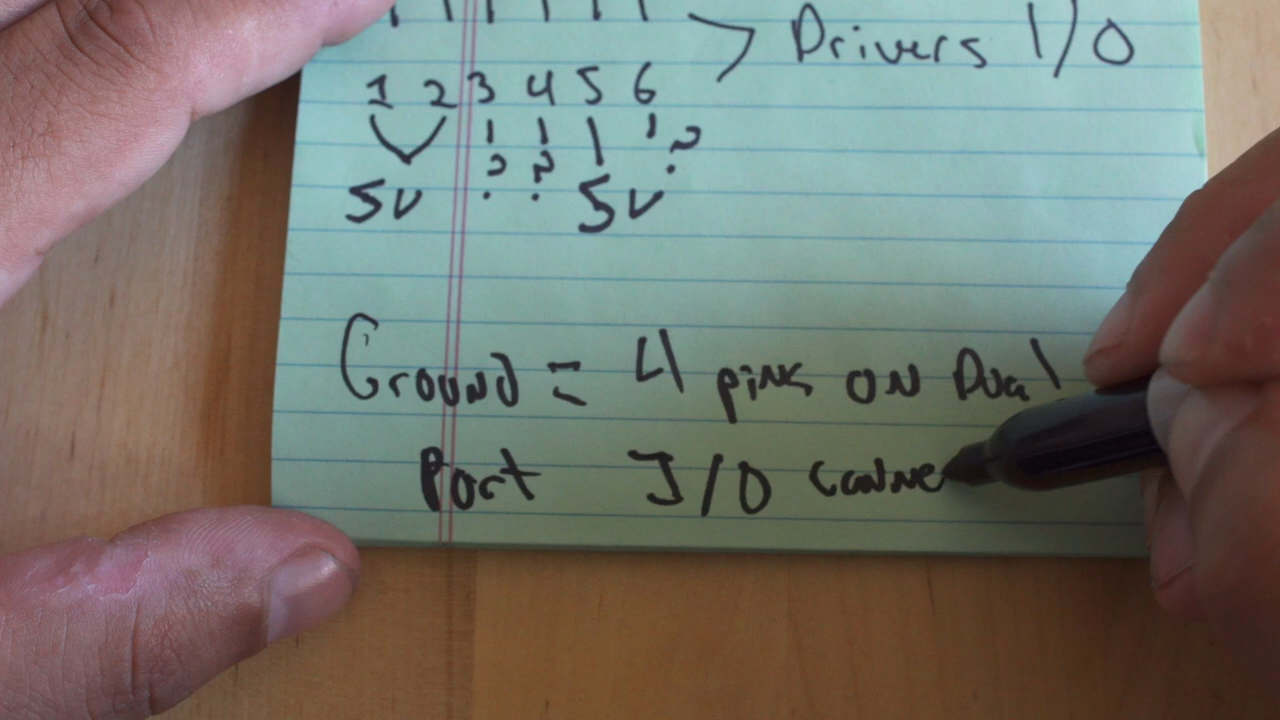 Drivers I/O
1 2 3 4 5 6
5V ? ? 5V ?
Ground = 4 pins on Dual
Port I/O Conne